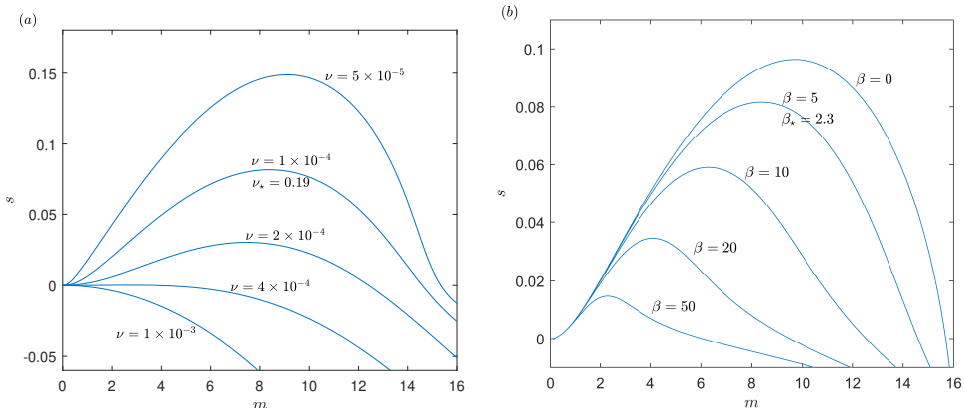 (a)
0.15
0.1
0.05
0
-0.05
s
0 2 4 6 8 10 12 14 16
m
ν = 5 × 10⁻⁵
ν = 1 × 10⁻⁴
ν⋆ = 0.19
ν = 2 × 10⁻⁴
ν = 4 × 10⁻⁴
ν = 1 × 10⁻³
(b)
0.1
0.08
0.06
0.04
0.02
0
s
0 2 4 6 8 10 12 14 16
m
β = 0
β = 5
β⋆ = 2.3
β = 10
β = 20
β = 50